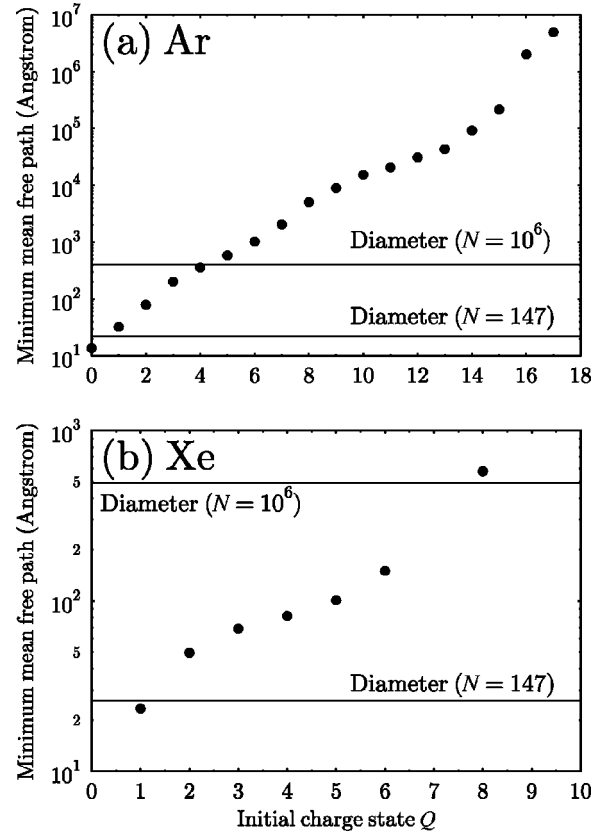 (a) Ar
Minimum mean free path (Angstrom)
10^7
10^6
10^5
10^4
10^3
10^2
10^1
Diameter (N = 10^6)
Diameter (N = 147)
0 2 4 6 8 10 12 14 16 18
(b) Xe
Minimum mean free path (Angstrom)
10^3
5
Diameter (N = 10^6)
2
10^2
5
Diameter (N = 147)
2
10^1
0 1 2 3 4 5 6 7 8 9 10
Initial charge state Q